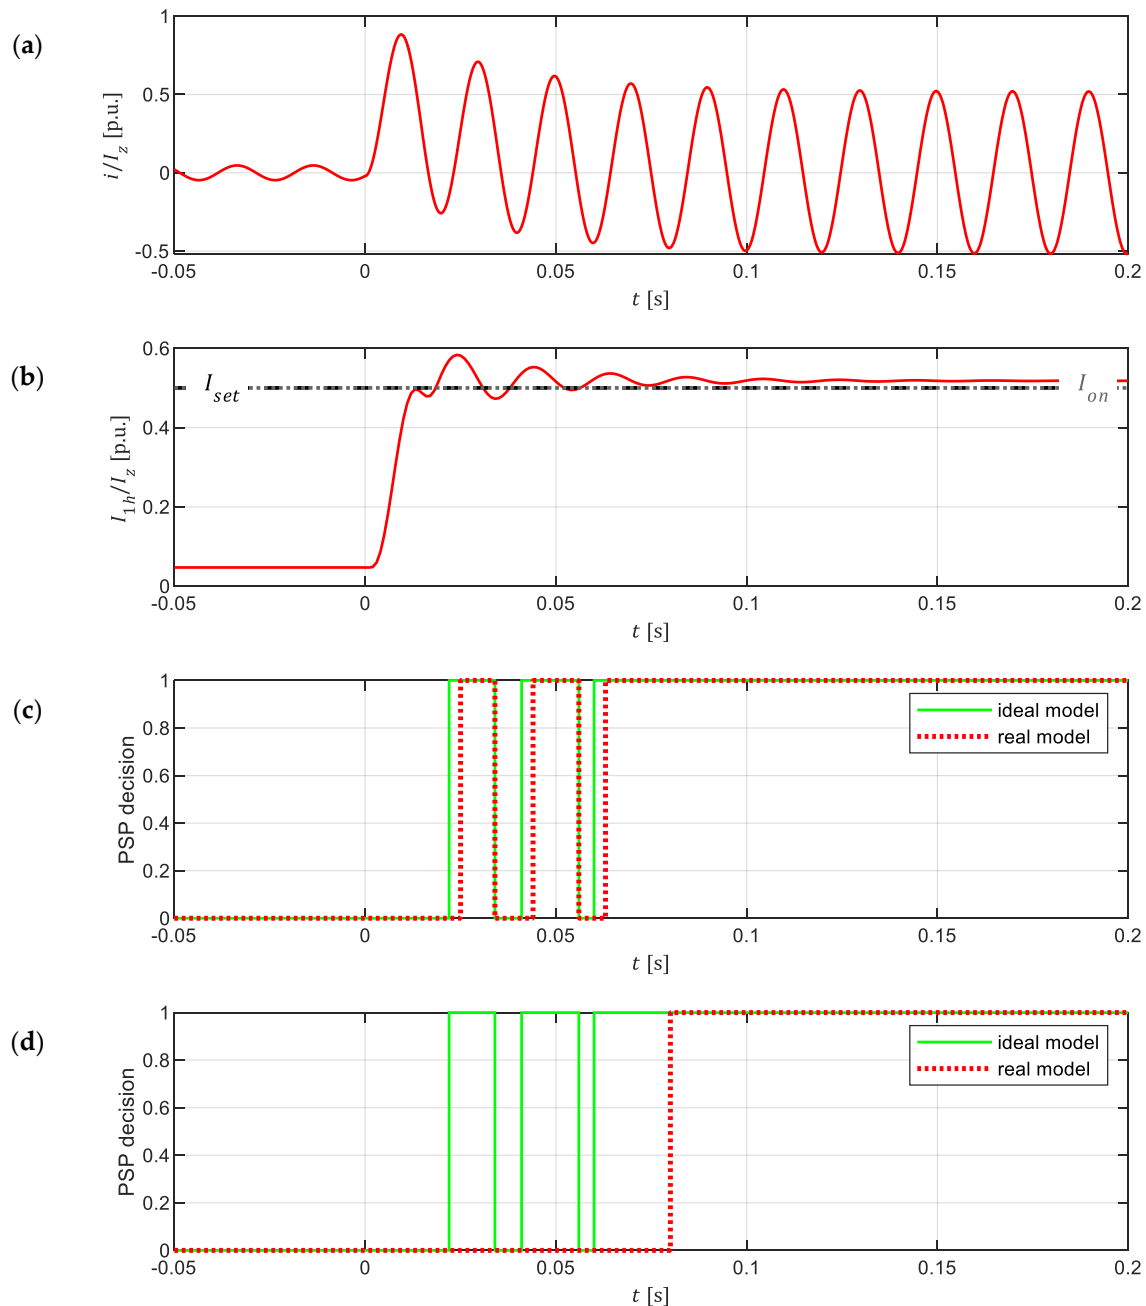 (a)
1
0.5
0
-0.5
i/I_z [p.u.]
-0.05 0 0.05 0.1 0.15 0.2
t [s]
(b)
0.6
0.4
0.2
0
I_1h/I_z [p.u.]
I_set
I_on
-0.05 0 0.05 0.1 0.15 0.2
t [s]
(c)
1
0.8
0.6
0.4
0.2
0
PSP decision
ideal model
real model
-0.05 0 0.05 0.1 0.15 0.2
t [s]
(d)
1
0.8
0.6
0.4
0.2
0
PSP decision
ideal model
real model
-0.05 0 0.05 0.1 0.15 0.2
t [s]